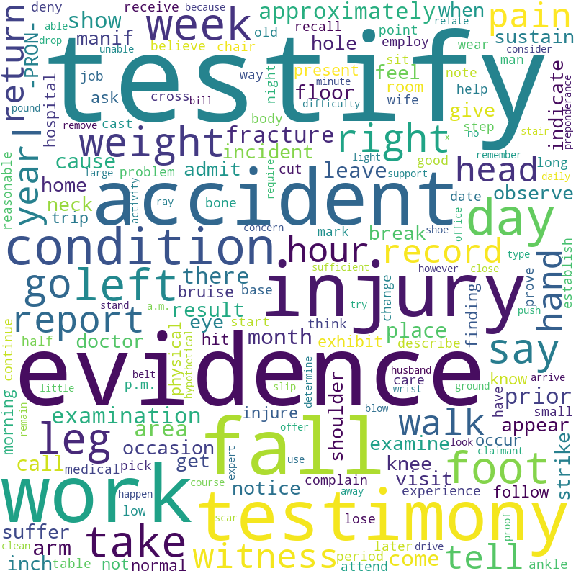 deny receive because relate
able show week approximately when recall employ pain
drop old point wear sustain
unable believe chair hole
return -PRON- manif testify
job way sit man
pound ask cross bill night present room note help no
hospital body minute wife floor feel difficulty give step consider
year weight fracture right indicate preponderance
remove cast stair
reasonable cause incident x
problem admit leave cut light good remember head
large ray bone require support daily
home accident long
neck activity mark date observe
trip concern shoe office
condition hour break record day
stand there bruise base sufficient however close type establish
go left try change prove hand
a.m. result eye start think finding push
report hit month exhibit describe place say
continue half doctor physical hypothetical injury
belt slip husband ground arrive
p.m. little evidence determine care wrist know have small prior
morning examination injure blow shoulder appear
remain area fall walk
leg occasion offer claimant examine look occur
call pick get expert use complain knee foot strike
medical notice away visit
happen course experience follow
work low testimony
suffer scar lose
clean arm take witness period later drive tell proof
inch table not normal attend come ankle